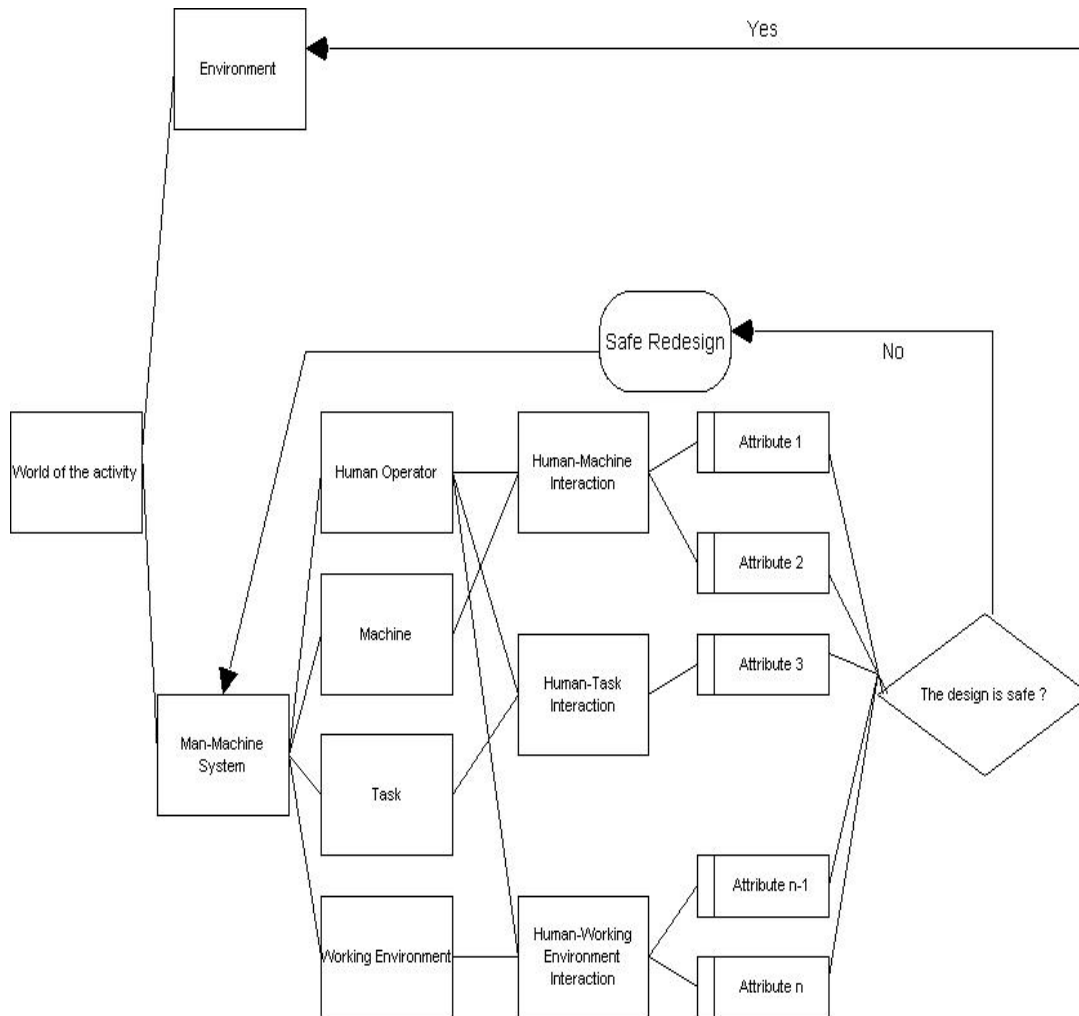 Yes
Environment
Safe Redesign
No
World of the activity
Human Operator
Human-Machine
Interaction
Attribute 1
Attribute 2
Machine
Human-Task
Interaction
Attribute 3
The design is safe ?
Man-Machine
System
Task
Attribute n-1
Working Environment
Human-Working
Environment
Interaction
Attribute n